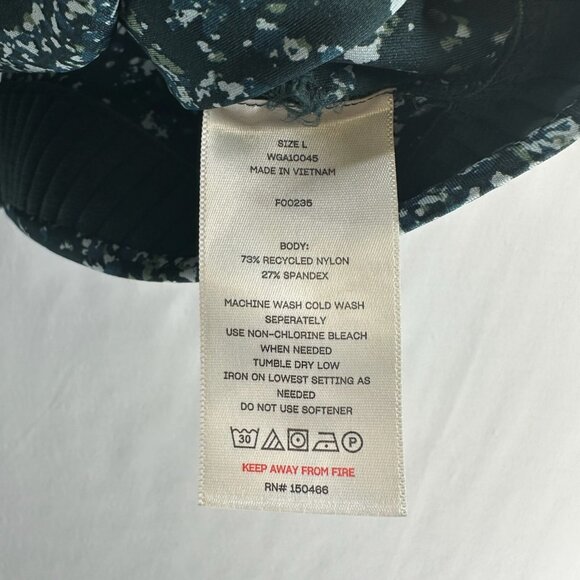 SIZE L
WGA10045
MADE IN VIETNAM
F00235
BODY:
73% RECYCLED NYLON
27% SPANDEX
MACHINE WASH COLD WASH
SEPERATELY
USE NON-CHLORINE BLEACH
WHEN NEEDED
TUMBLE DRY LOW
IRON ON LOWEST SETTING AS
NEEDED
DO NOT USE SOFTENER
30 P
KEEP AWAY FROM FIRE
RN# 150466